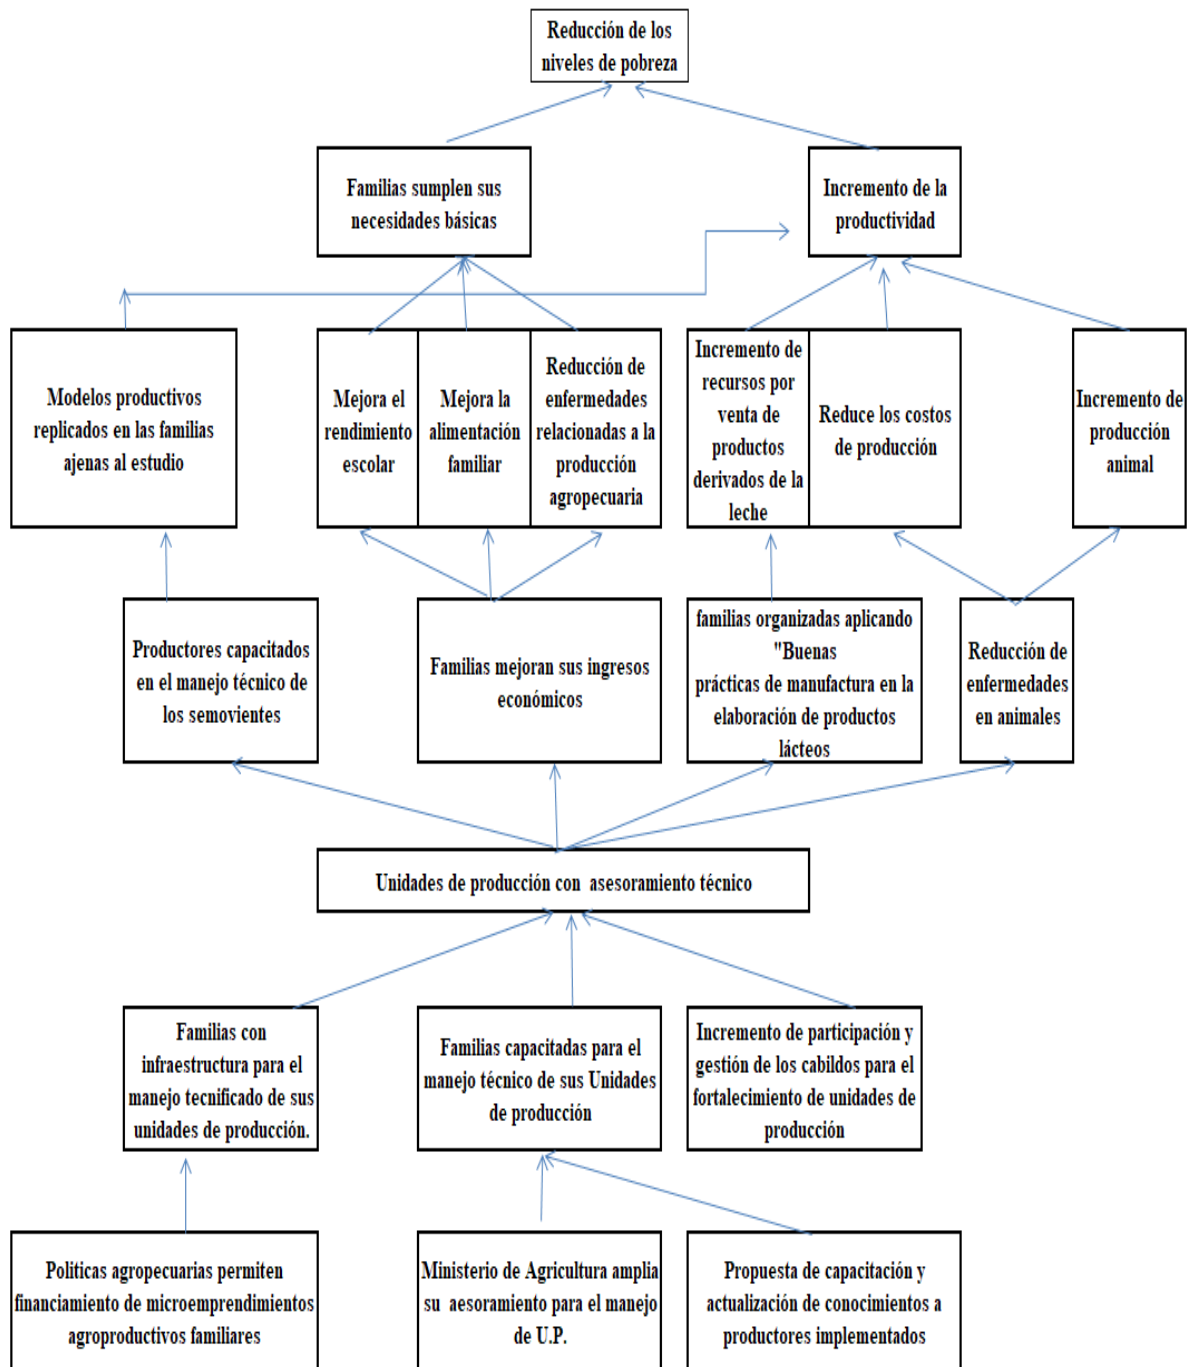 Reducción de los
niveles de pobreza
Familias sumplen sus
necesidades básicas
Incremento de la
productividad
Modelos productivos
replicados en las familias
ajenas al estudio
Mejora el
rendimiento
escolar
Mejora la
alimentación
familiar
Reducción de
enfermedades
relacionadas a la
producción
agropecuaria
Incremento de
recursos por
venta de
productos
derivados de la
leche
Reduce los costos
de producción
Incremento de
producción
animal
Productores capacitados
en el manejo técnico de
los semovientes
Familias mejoran sus ingresos
económicos
familias organizadas aplicando
"Buenas
prácticas de manufactura en la
elaboración de productos
lácteos
Reducción de
enfermedades
en animales
Unidades de producción con asesoramiento técnico
Familias con
infraestructura para el
manejo tecnificado de sus
unidades de producción.
Familias capacitadas para el
manejo técnico de sus Unidades
de producción
Incremento de participación y
gestión de los cabildos para el
fortalecimiento de unidades de
producción
Politicas agropecuarias permiten
financiamiento de microemprendimientos
agroproductivos familiares
Ministerio de Agricultura amplia
su aesoramiento para el manejo
de U.P.
Propuesta de capacitación y
actualización de conocimientos a
productores implementados